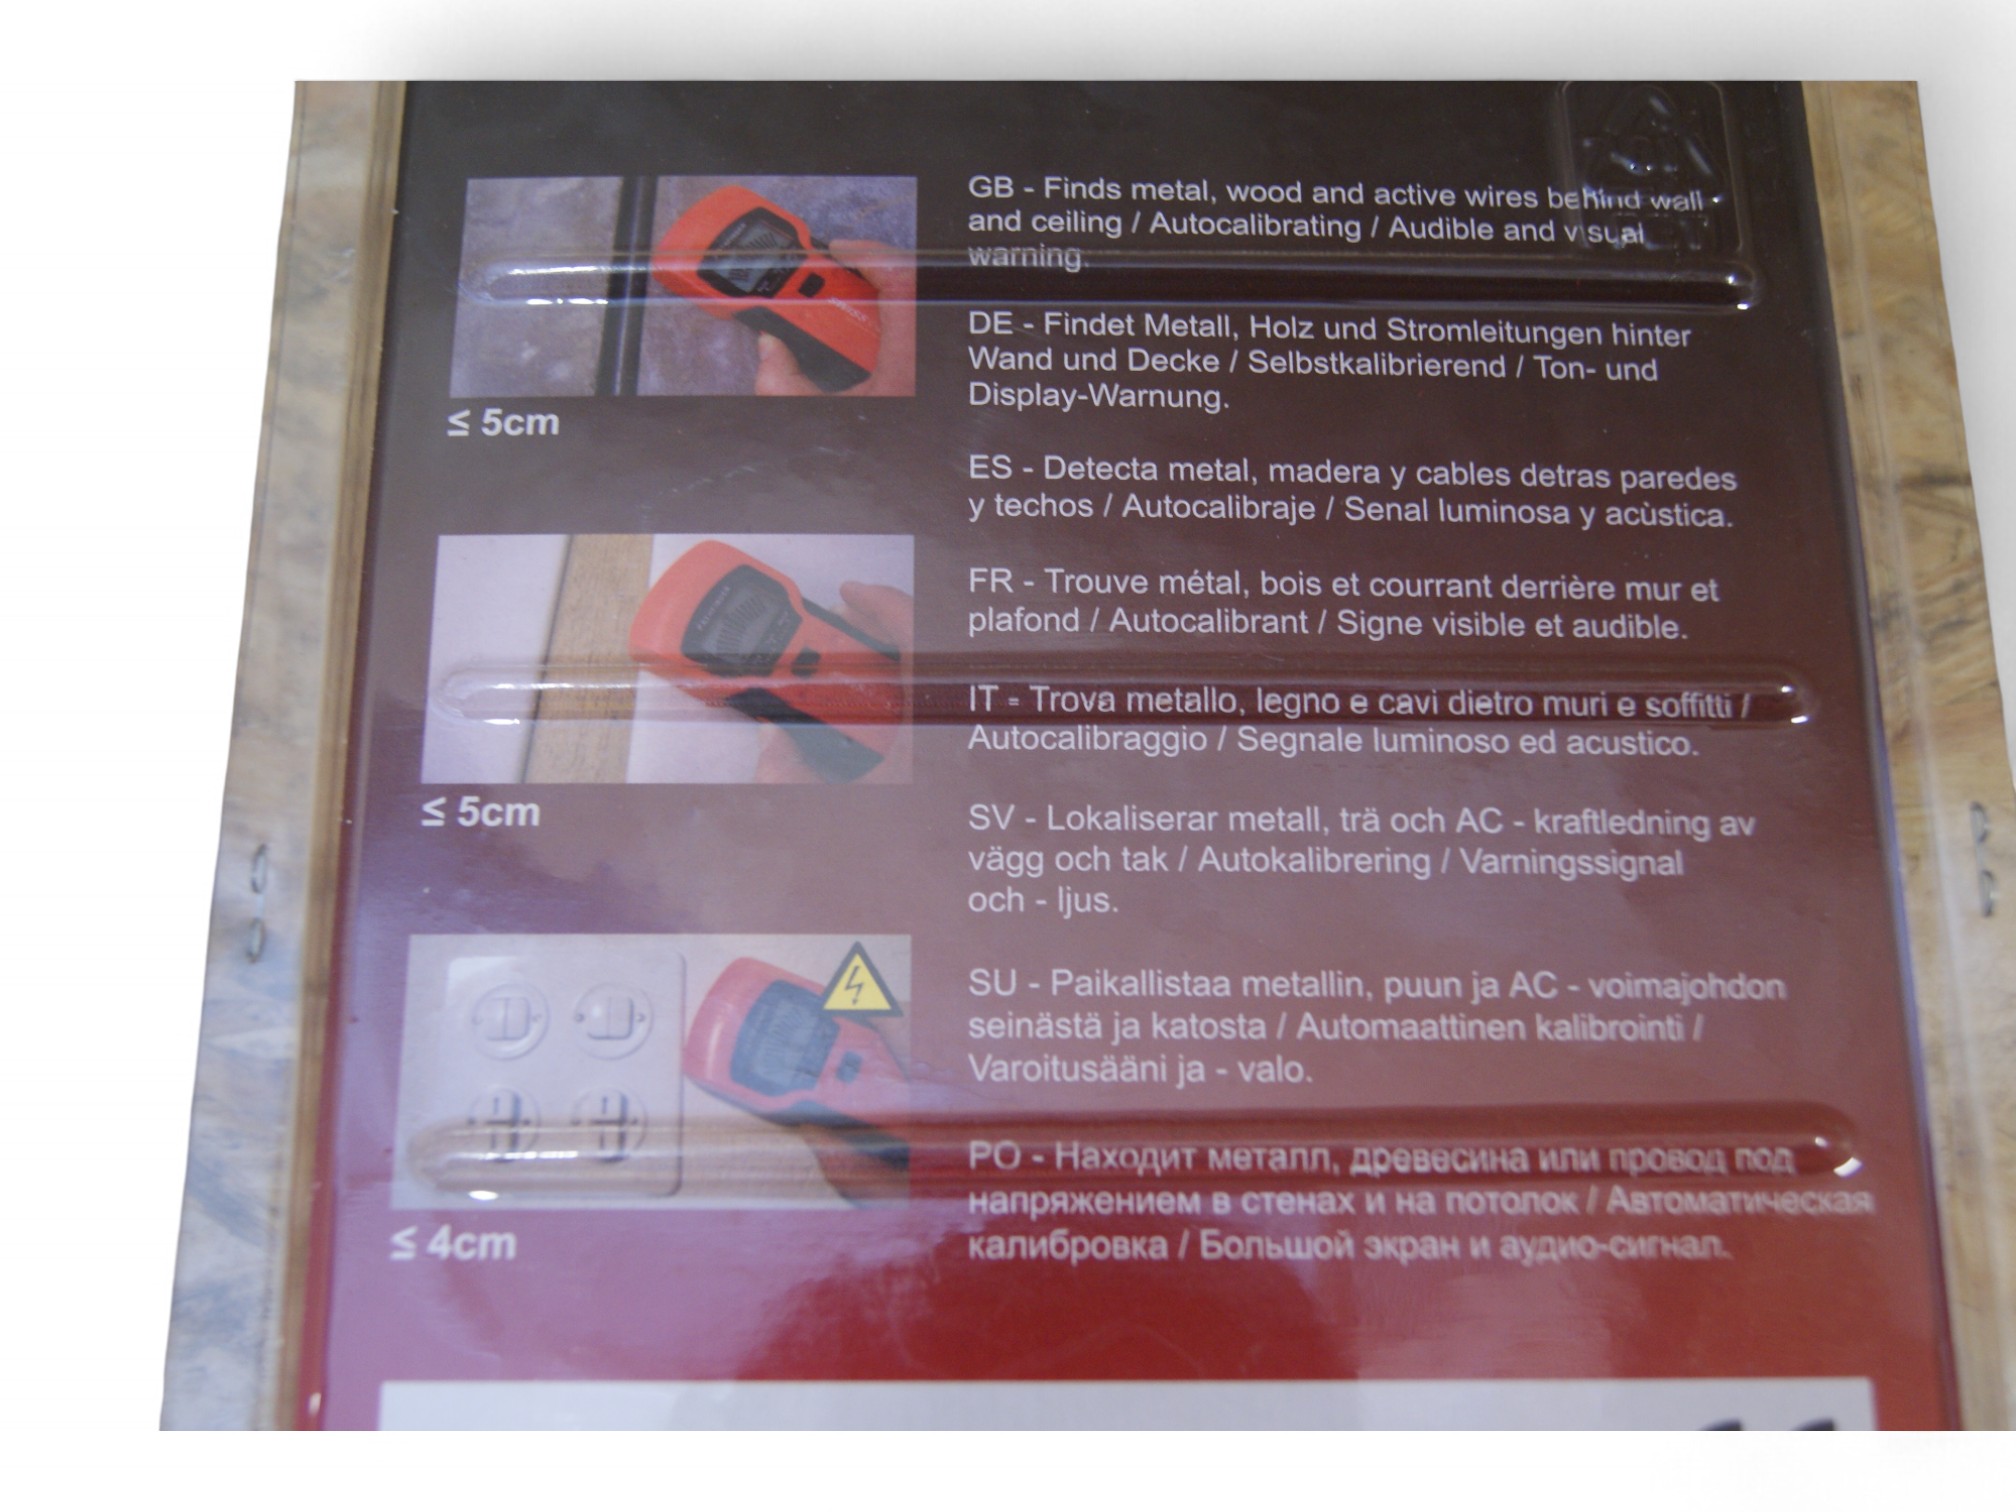 GB - Finds metal, wood and active wires behind wall
and ceiling / Autocalibrating / Audible and visual
warning.
≤ 5cm
DE - Findet Metall, Holz und Stromleitungen hinter
Wand und Decke / Selbstkalibrierend / Ton- und
Display-Warnung.
ES - Detecta metal, madera y cables detras paredes
y techos / Autocalibraje / Senal luminosa y acùstica.
FR - Trouve métal, bois et courrant derrière mur et
plafond / Autocalibrant / Signe visible et audible.
≤ 5cm
IT - Trova metallo, legno e cavi dietro muri e soffitti /
Autocalibraggio / Segnale luminoso ed acustico.
SV - Lokaliserar metall, trä och AC - kraftledning av
vägg och tak / Autokalibrering / Varningssignal
och - ljus.
SU - Paikallistaa metallin, puun ja AC - voimajohdon
seinästä ja katosta / Automaattinen kalibrointi /
Varoitusääni ja - valo.
≤ 4cm
PO - Находит металл, древесина или провод под
напряжением в стенах и на потолок / Автоматическая
калибровка / Большой экран и аудио-сигнал.